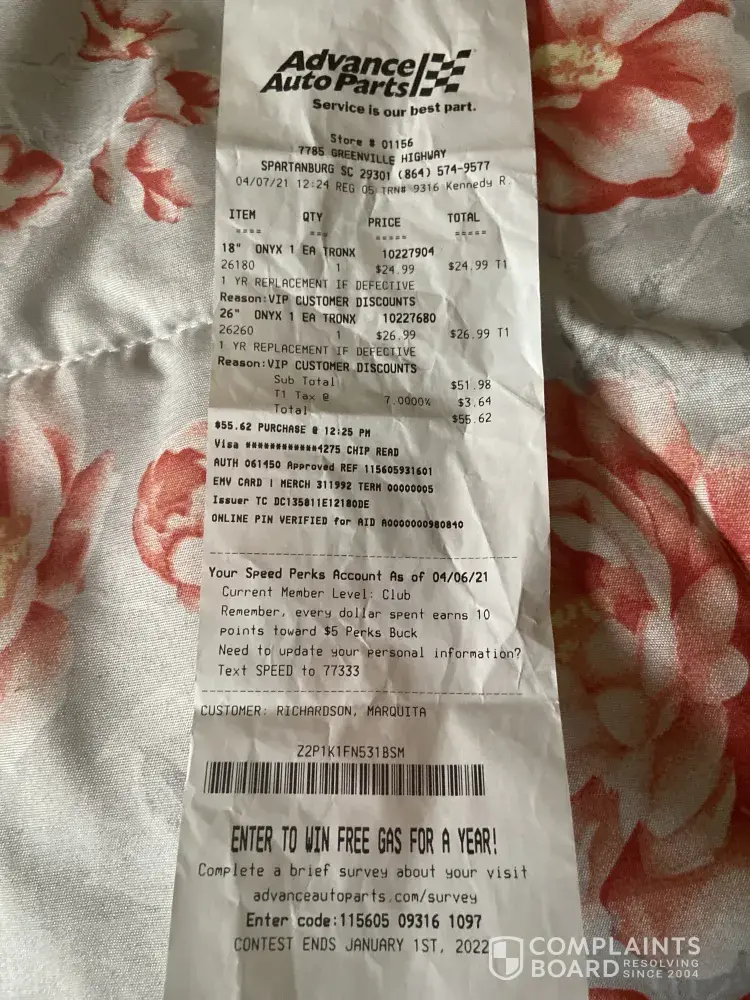 Advance
Auto Parts
Service is our best part.
Store # 01156
7785 GREENVILLE HIGHWAY
SPARTANBURG SC 29301 (864) 574-9577
04/07/21 12:24 REG 05 TRN# 9316 Kennedy R.
ITEM QTY PRICE TOTAL
==== === ===== =====
18" ONYX 1 EA TRONX 10227904
26180 1 $24.99 $24.99 T1
1 YR REPLACEMENT IF DEFECTIVE
Reason:VIP CUSTOMER DISCOUNTS
26" ONYX 1 EA TRONX 10227680
26260 1 $26.99 $26.99 T1
1 YR REPLACEMENT IF DEFECTIVE
Reason:VIP CUSTOMER DISCOUNTS
Sub Total $51.98
T1 Tax @ 7.0000% $3.64
Total $55.62
$55.62 PURCHASE @ 12:25 PM
Visa ************4275 CHIP READ
AUTH 061450 Approved REF 115605931601
EMV CARD | MERCH 311992 TERM 00000005
Issuer TC DC135811E12180DE
ONLINE PIN VERIFIED for AID A0000000980840
Your Speed Perks Account As of 04/06/21
Current Member Level: Club
Remember, every dollar spent earns 10
points toward $5 Perks Buck
Need to update your personal information?
Text SPEED to 77333
CUSTOMER: RICHARDSON, MARQUITA
Z2P1K1FN531BSM
ENTER TO WIN FREE GAS FOR A YEAR!
Complete a brief survey about your visit
advanceautoparts.com/survey
Enter code:115605 09316 1097
CONTEST ENDS JANUARY 1ST, 2022
COMPLAINTS
BOARD RESOLVING SINCE 2004